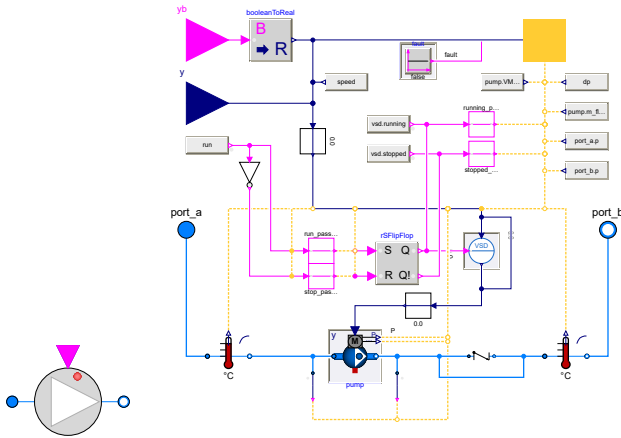 yb
booleanToReal
B
R
fault
fault
false
y
speed
pump.VM...
dp
running_p...
pump.m_fl...
vsd.running
0.0
run
port_a.p
vsd.stopped
stopped_...
port_b.p
port_a
port_b
run_pass...
rSFlipFlop
S Q
VSD
R Q!
stop_pas...
0.0
P
y
M
P
°C
°C
pump